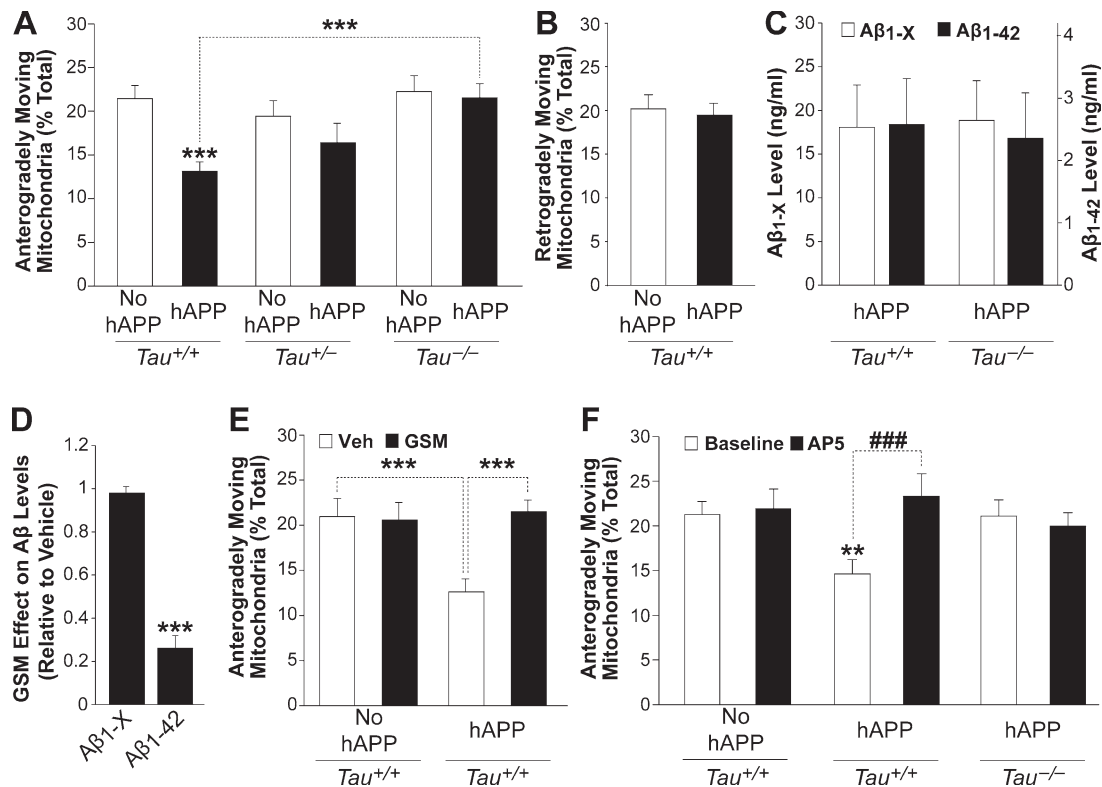 A
Anterogradely Moving
Mitochondria (% Total)
30
25
20
15
10
5
0
***
***
No
hAPP
hAPP
No
hAPP
hAPP
No
hAPP
hAPP
Tau+/+
Tau+/–
Tau–/–
B
Retrogradely Moving
Mitochondria (% Total)
30
25
20
15
10
5
0
No
hAPP
hAPP
Tau+/+
C
Aβ1-X
Aβ1-42
Aβ1-X Level (ng/ml)
30
25
20
15
10
5
0
4
3
2
1
0
Aβ1-42 Level (ng/ml)
hAPP
hAPP
Tau+/+
Tau–/–
D
GSM Effect on Aβ Levels
(Relative to Vehicle)
1.2
1
0.8
0.6
0.4
0.2
0
***
Aβ1-X
Aβ1-42
E
Veh
GSM
Anterogradely Moving
Mitochondria (% Total)
30
25
20
15
10
5
0
***
***
No
hAPP
hAPP
Tau+/+
Tau+/+
F
Baseline
AP5
Anterogradely Moving
Mitochondria (% Total)
30
25
20
15
10
5
0
###
**
No
hAPP
hAPP
hAPP
Tau+/+
Tau+/+
Tau–/–